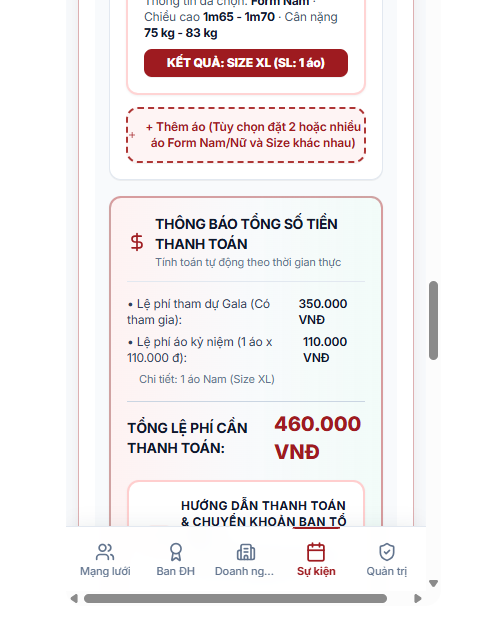 Thông tin đã chọn: Form Nam ·
Chiều cao 1m65 - 1m70 · Cân nặng
75 kg - 83 kg
KẾT QUẢ: SIZE XL (SL: 1 áo)
+ + Thêm áo (Tùy chọn đặt 2 hoặc nhiều
áo Form Nam/Nữ và Size khác nhau)
THÔNG BÁO TỔNG SỐ TIỀN
THANH TOÁN
Tính toán tự động theo thời gian thực
• Lệ phí tham dự Gala (Có 350.000
tham gia): VNĐ
• Lệ phí áo kỷ niệm (1 áo x 110.000
110.000 đ): VNĐ
Chi tiết: 1 áo Nam (Size XL)
TỔNG LỆ PHÍ CẦN 460.000
THANH TOÁN: VNĐ
HƯỚNG DẪN THANH TOÁN
& CHUYỂN KHOẢN BAN TỔ
Mạng lưới Ban ĐH Doanh ng... Sự kiện Quản trị